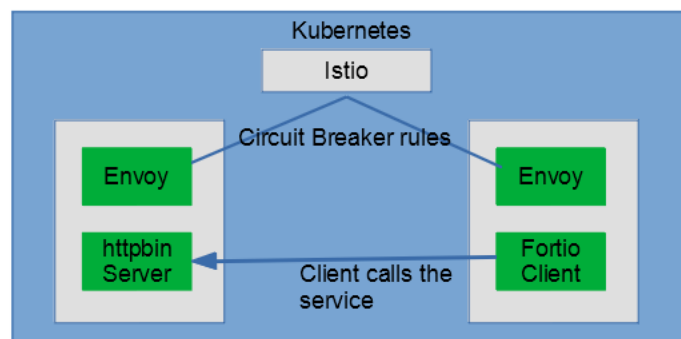 Kubernetes
Istio
Circuit Breaker rules
Envoy
Envoy
httpbin
Server
Fortio
Client
Client calls the
service